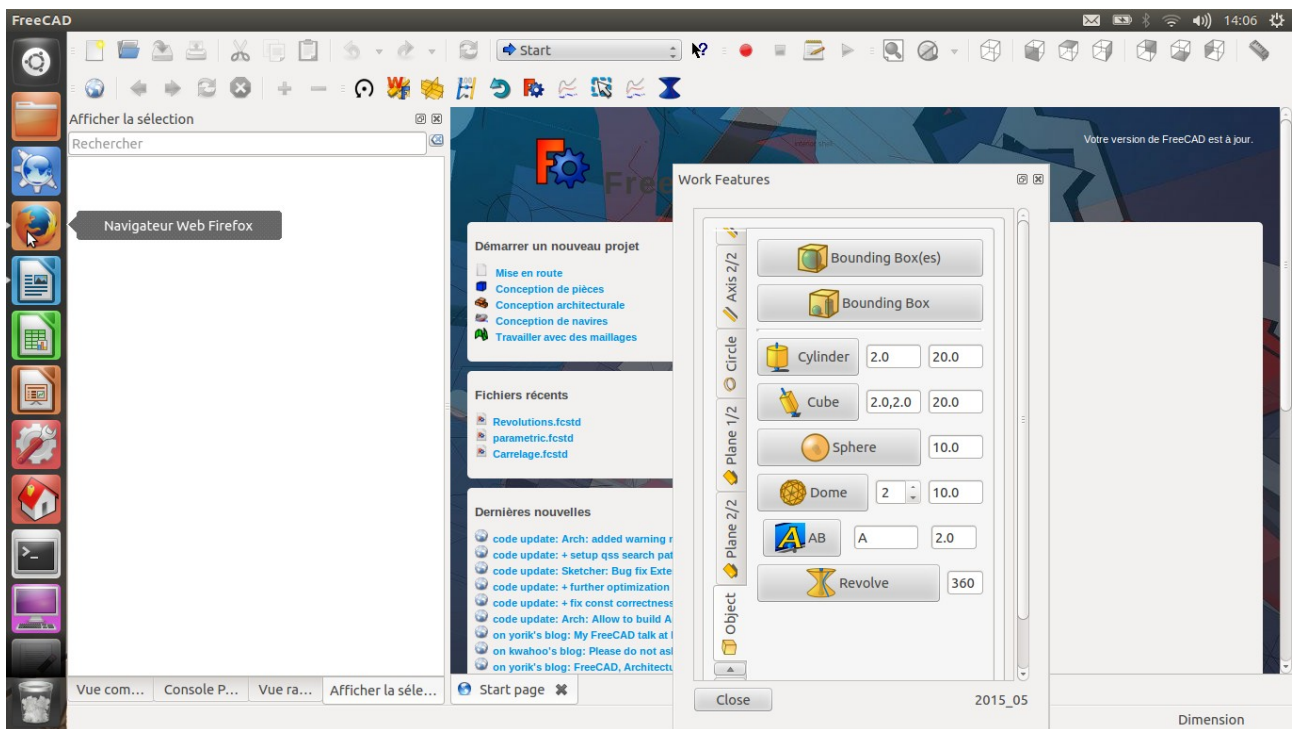 FreeCAD
14:06
Start
Afficher la sélection
Rechercher
Navigateur Web Firefox
Votre version de FreeCAD est à jour.
Free
Démarrer un nouveau projet
Mise en route
Conception de pièces
Conception architecturale
Conception de navires
Travailler avec des maillages
Fichiers récents
Revolutions.fcstd
parametric.fcstd
Carrelage.fcstd
Dernières nouvelles
code update: Arch: added warning
code update: + setup qss search
code update: Sketcher: Bug fix
code update: + further optimization
code update: + fix const correctness
code update: Arch: Allow to build
on yorik's blog: My FreeCAD talk at
on kwahoo's blog: Please do not
on yorik's blog: FreeCAD,
Work Features
Axis 2/2
Circle
Plane 1/2
Plane 2/2
Object
Bounding Box(es)
Bounding Box
Cylinder 2.0 20.0
Cube 2.0,2.0 20.0
Sphere 10.0
Dome 2 10.0
AB A 2.0
Revolve 360
Close 2015_05
Vue com... Console P... Vue ra... Afficher la séle...
Start page
Dimension